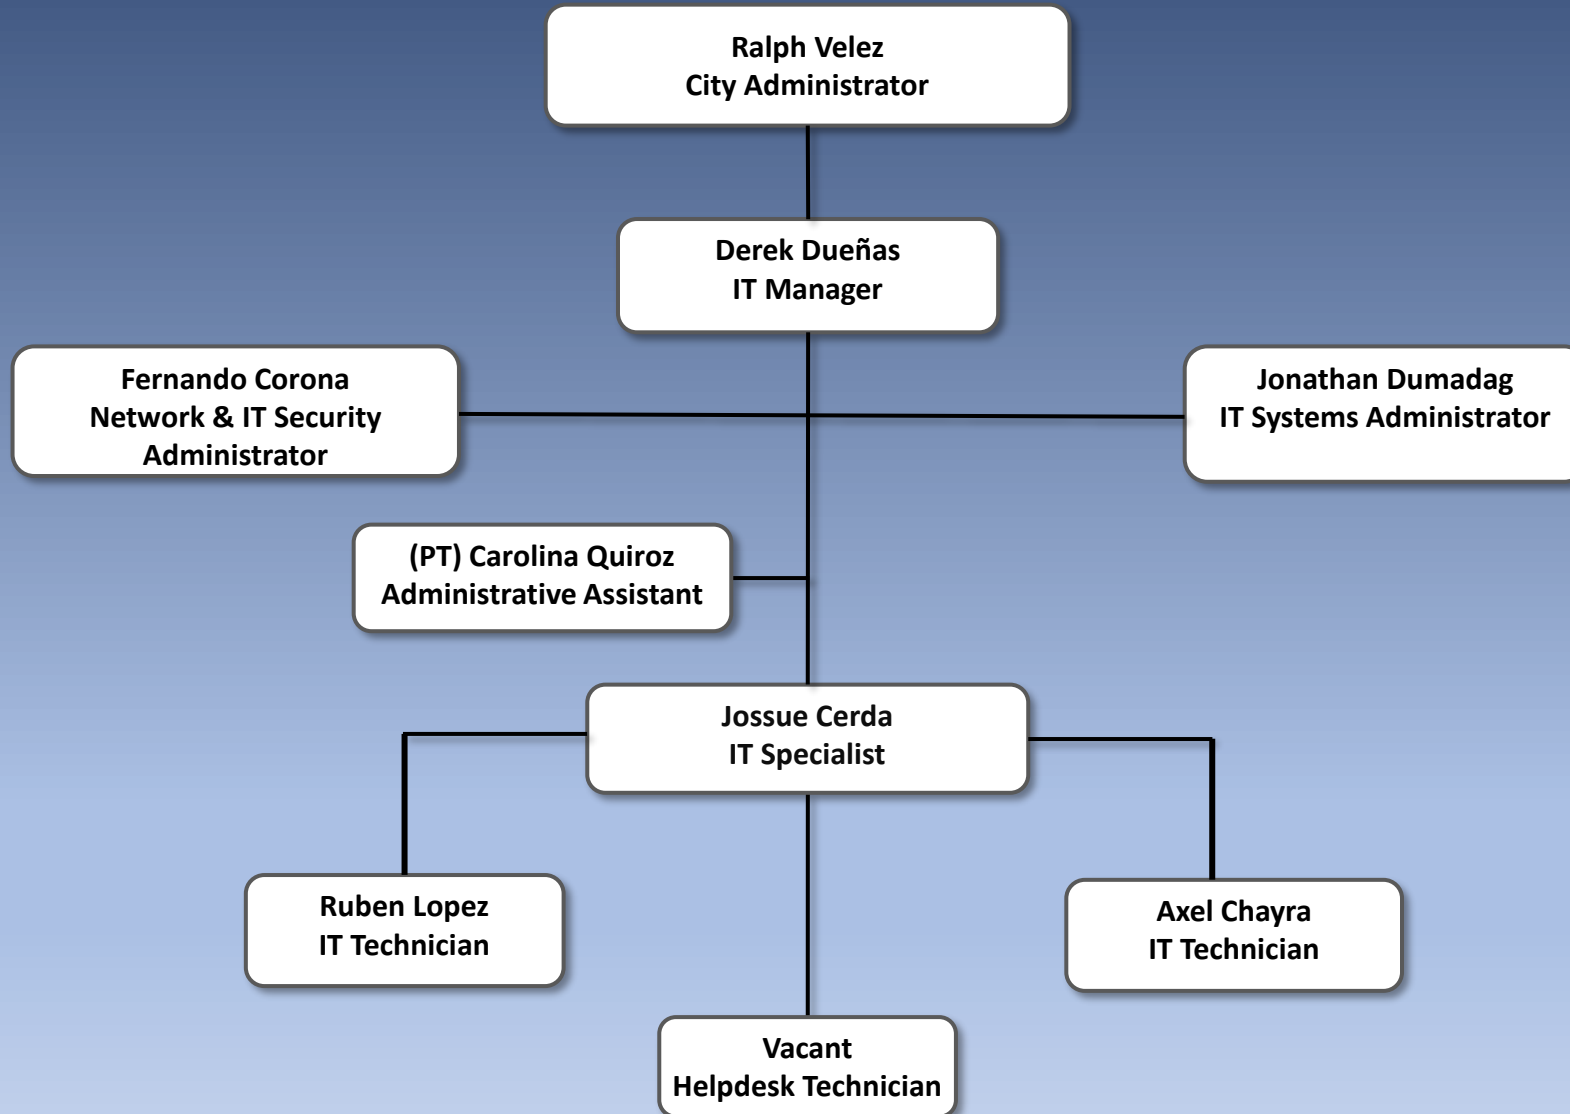 Ralph Velez
City Administrator
Derek Dueñas
IT Manager
Fernando Corona
Network & IT Security
Administrator
Jonathan Dumadag
IT Systems Administrator
(PT) Carolina Quiroz
Administrative Assistant
Jossue Cerda
IT Specialist
Ruben Lopez
IT Technician
Axel Chayra
IT Technician
Vacant
Helpdesk Technician